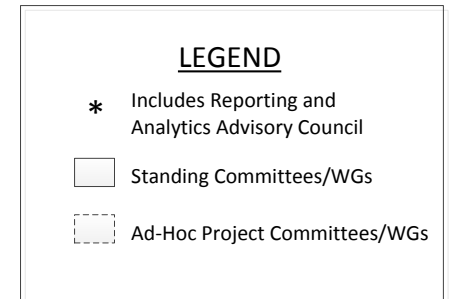 LEGEND
* Includes Reporting and
Analytics Advisory Council
Standing Committees/WGs
Ad-Hoc Project Committees/WGs